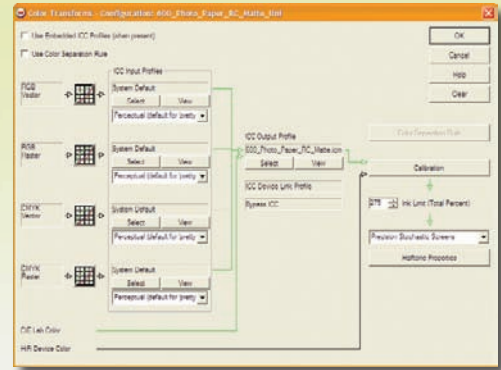 Color Transforms - Configuration: 600_Photo_Paper_RC_Matte_Unl
Use Embedded ICC Profiles (when present)
Use Color Separation Rule
OK
Cancel
Help
Clear
ICC Input Profiles
RGB
Vector
System Default
Select
View
Perceptual (default for pretty
RGB
Raster
System Default
Select
View
Perceptual (default for pretty
CMYK
Vector
System Default
Select
View
Perceptual (default for pretty
CMYK
Raster
System Default
Select
View
Perceptual (default for pretty
CIE Lab Color
HiFi Device Color
ICC Output Profile
600_Photo_Paper_RC_Matte.icm
Select
View
ICC Device Link Profile
Bypass ICC
Color Separation Rule
Calibration
275
Ink Limit (Total Percent)
Precision Stochastic Screens
Halftone Properties